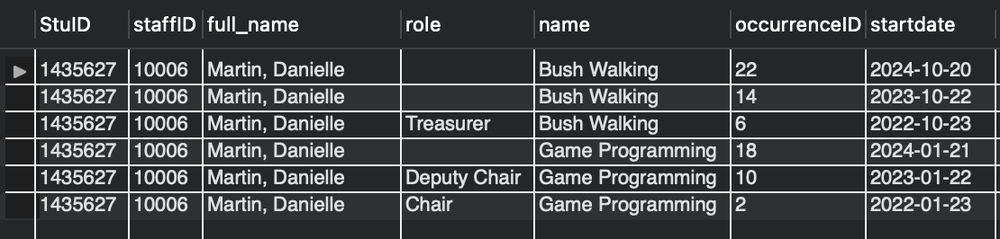 StuID staffID full_name role name occurrenceID startdate
1435627 10006 Martin, Danielle Bush Walking 22 2024-10-20
1435627 10006 Martin, Danielle Bush Walking 14 2023-10-22
1435627 10006 Martin, Danielle Treasurer Bush Walking 6 2022-10-23
1435627 10006 Martin, Danielle Game Programming 18 2024-01-21
1435627 10006 Martin, Danielle Deputy Chair Game Programming 10 2023-01-22
1435627 10006 Martin, Danielle Chair Game Programming 2 2022-01-23